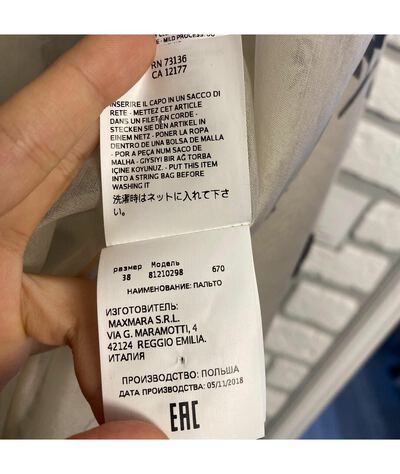 - MILD PROCESS.
RN 73136
CA 12177
INSERIRE IL CAPO IN UN SACCO DI
RETE - METTEZ CET ARTICLE
DANS UN FILET EN CORDE -
STECKEN SIE DEN ARTIKEL IN
EINEM NETZ - PONER LA ROPA
DENTRO DE UNA BOLSA DE MALLA
- POR A PEÇA NUM SACO DE
MALHA - GYSIYI BIR AĞ TORBA
IÇINE KOYUNUZ. - PUT THIS ITEM
INTO A STRING BAG BEFORE
WASHING IT
洗濯時はネットに入れて下さ
い。
размер Модель
38 81210298 670
НАИМЕНОВАНИЕ: ПАЛЬТО
ИЗГОТОВИТЕЛЬ:
MAXMARA S.R.L.
VIA G. MARAMOTTI, 4
42124 REGGIO EMILIA.
ИТАЛИЯ
ПРОИЗВОДСТВО: ПОЛЬША
ДАТА ПРОИЗВОДСТВА: 05/11/2018
EAC